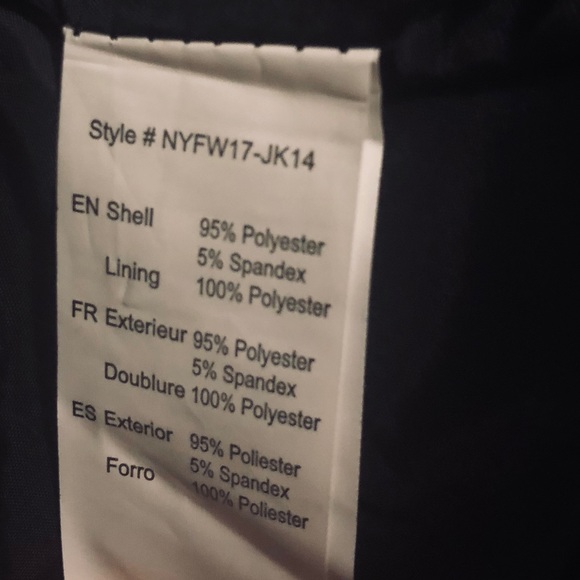 Style # NYFW17-JK14
EN Shell 95% Polyester
5% Spandex
Lining 100% Polyester
FR Exterieur 95% Polyester
5% Spandex
Doublure 100% Polyester
ES Exterior 95% Poliester
5% Spandex
Forro 100% Poliester